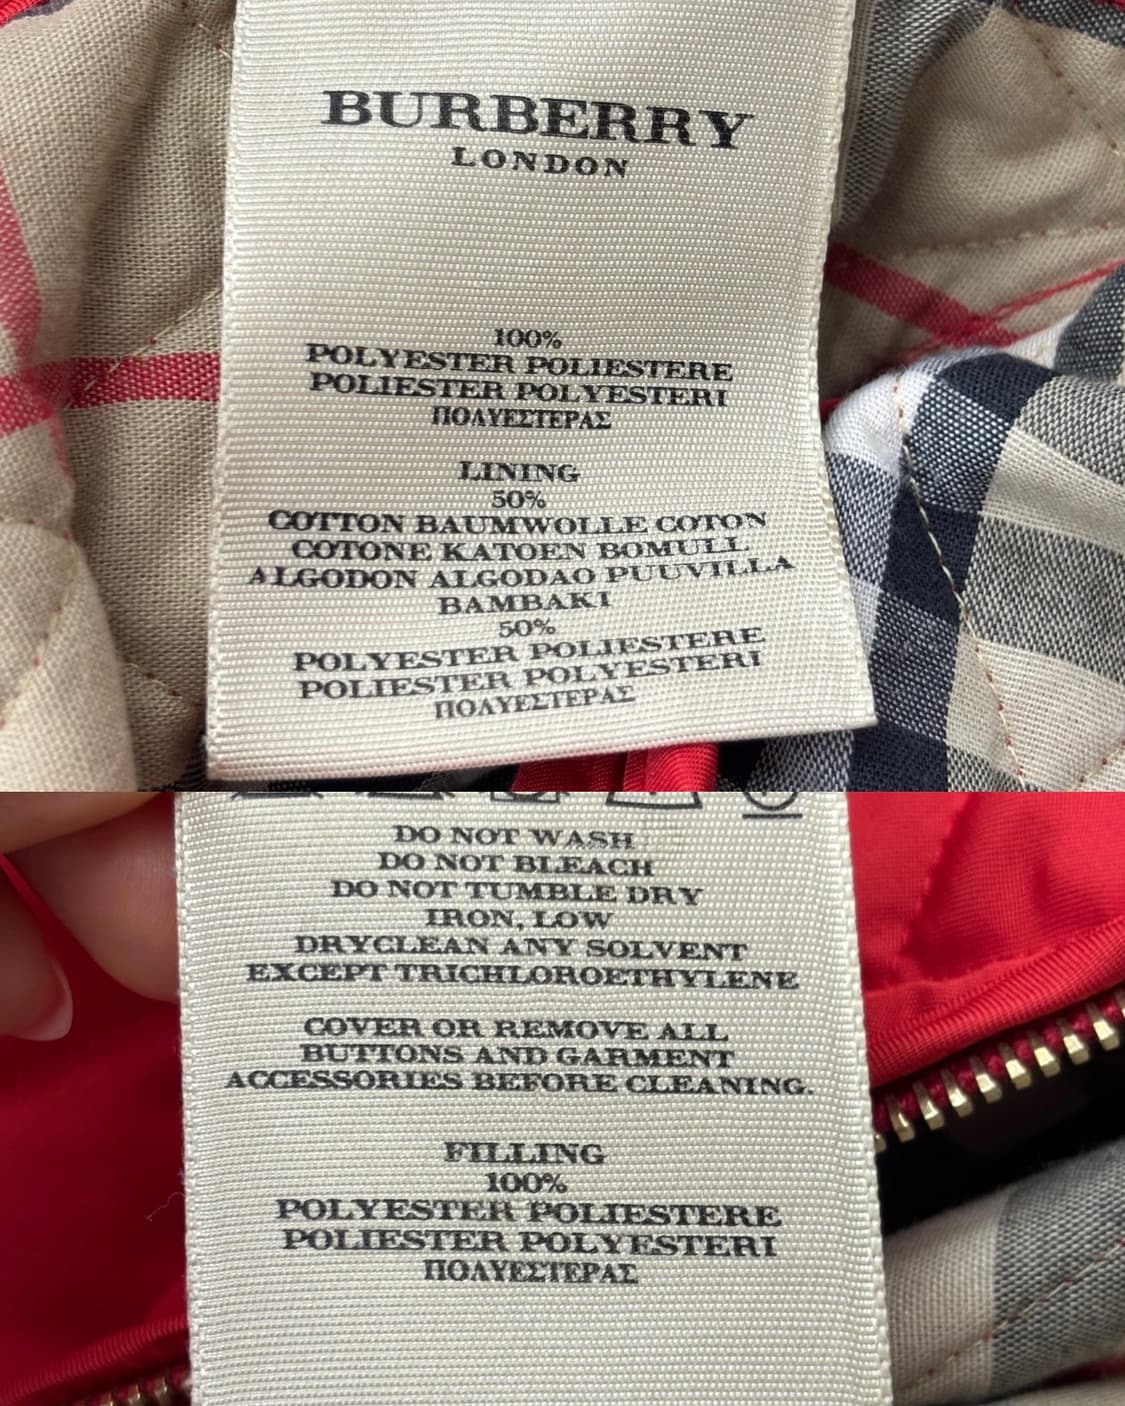 BURBERRY
LONDON
100%
POLYESTER POLIESTERE
POLIESTER POLYESTERI
ΠΟΛΥΕΣΤΕΡΑΣ
LINING
50%
COTTON BAUMWOLLE COTON
COTONE KATOEN BOMULL
ALGODON ALGODAO PUUVILLA
BAMBAKI
50%
POLYESTER POLIESTERE
POLIESTER POLYESTERI
ΠΟΛΥΕΣΤΕΡΑΣ
DO NOT WASH
DO NOT BLEACH
DO NOT TUMBLE DRY
IRON, LOW
DRYCLEAN ANY SOLVENT
EXCEPT TRICHLOROETHYLENE
COVER OR REMOVE ALL
BUTTONS AND GARMENT
ACCESSORIES BEFORE CLEANING.
FILLING
100%
POLYESTER POLIESTERE
POLIESTER POLYESTERI
ΠΟΛΥΕΣΤΕΡΑΣ